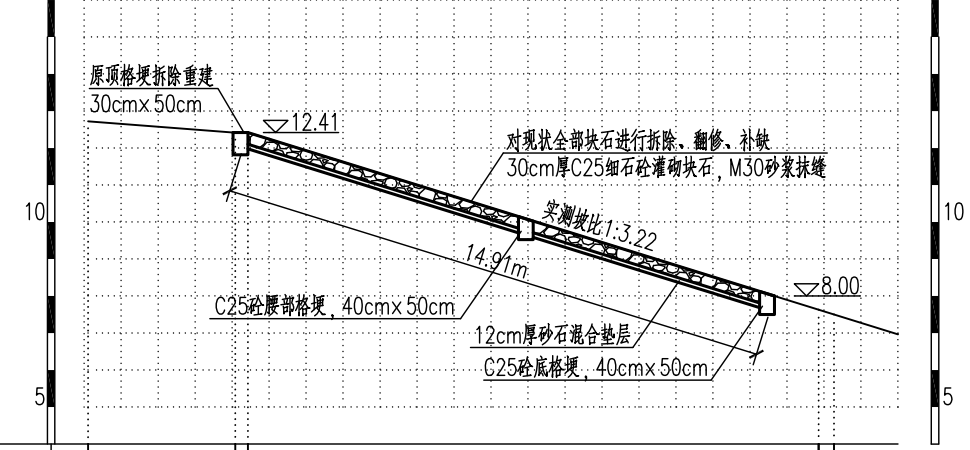 原顶格埂拆除重建
30cm×50cm
12.41
对现状全部块石进行拆除、翻修、补缺
30cm厚C25细石砼灌砌块石，M30砂浆抹缝
10
10
实测坡比1:3.22
14.91m
8.00
C25砼腰部格埂，40cm×50cm
12cm厚砂石混合垫层
C25砼底格埂，40cm×50cm
5
5